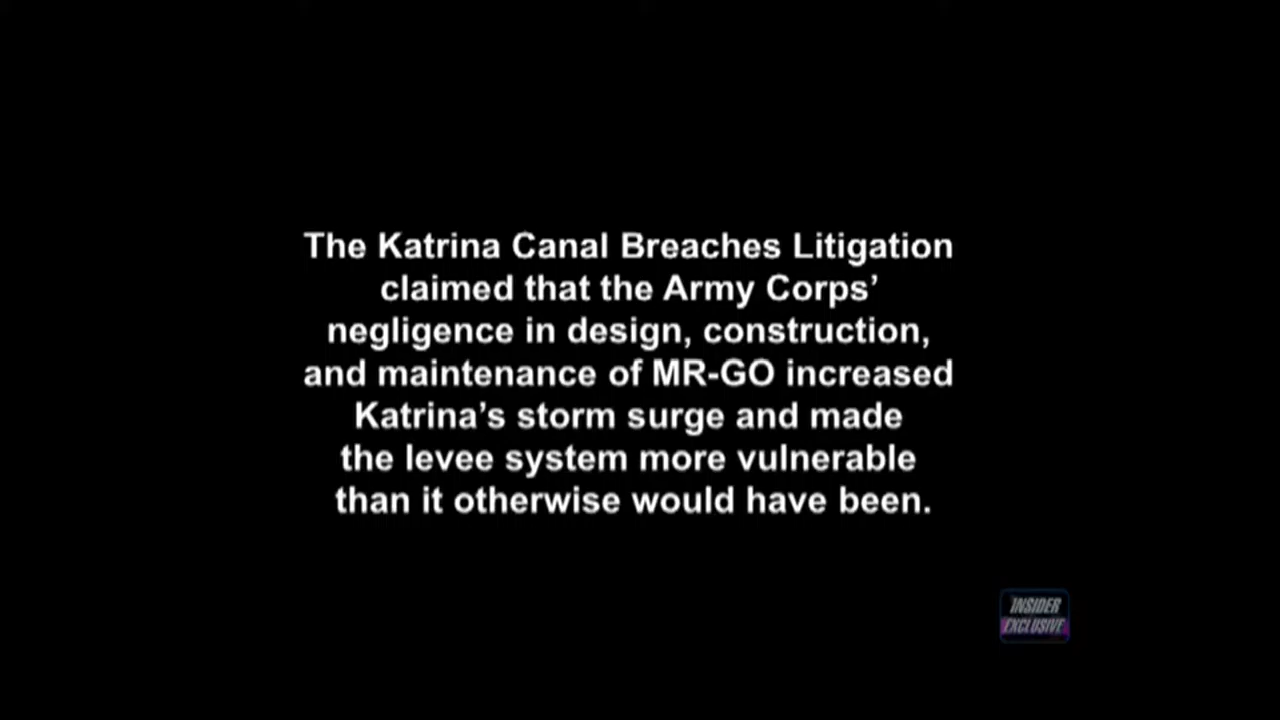 The Katrina Canal Breaches Litigation
claimed that the Army Corps’
negligence in design, construction,
and maintenance of MR-GO increased
Katrina’s storm surge and made
the levee system more vulnerable
than it otherwise would have been.
INSIDER
EXCLUSIVE